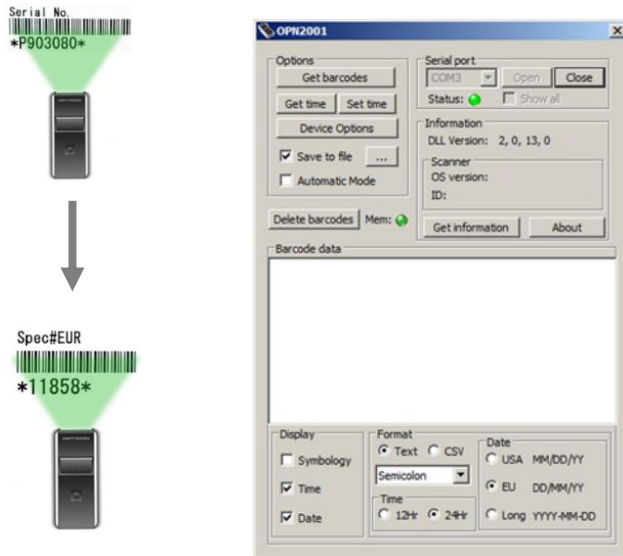 Serial No.
*P903080*
Spec#EUR
*11858*
OPN2001
Options
Get barcodes
Get time Set time
Device Options
Save to file ...
Automatic Mode
Delete barcodes Mem:
Serial port
COM3 Open Close
Status: Show all
Information
DLL Version: 2, 0, 13, 0
Scanner
OS version:
ID:
Get information About
Barcode data
Display
Symbology
Time
Date
Format
Text CSV
Semicolon
Time
12Hr 24Hr
Date
USA MM/DD/YY
EU DD/MM/YY
Long YYYY-MM-DD